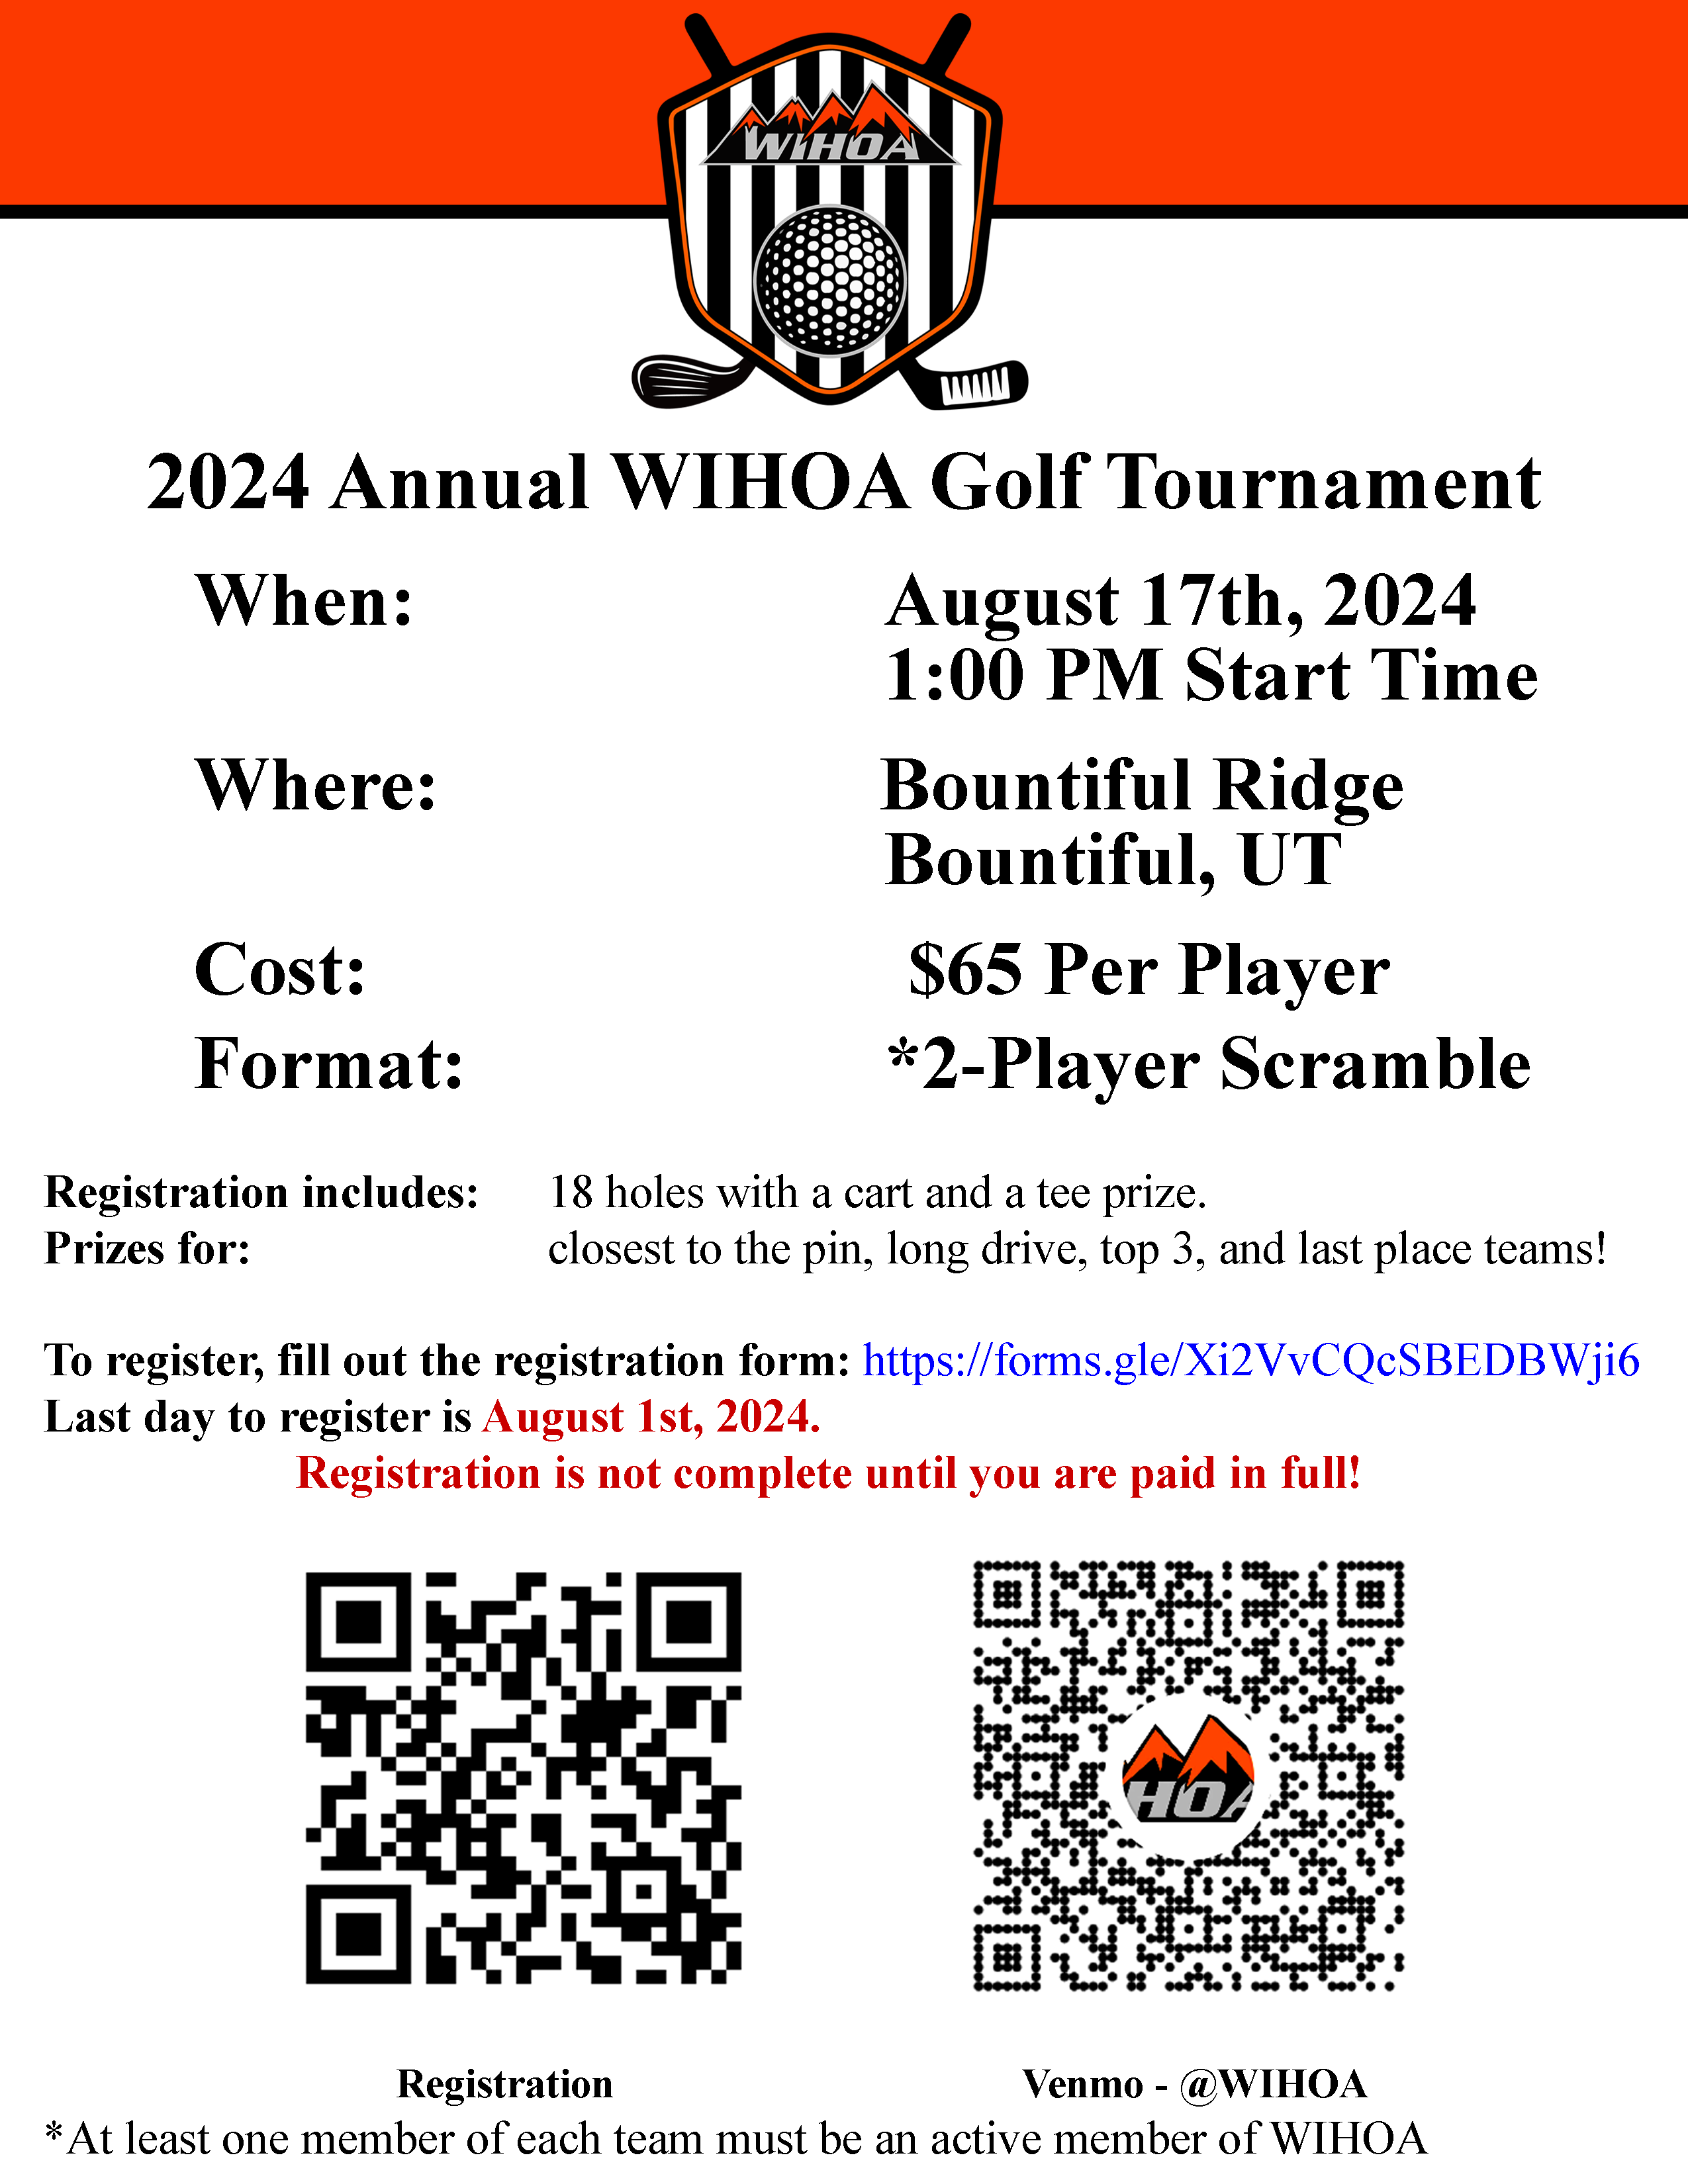 WIHOA
2024 Annual WIHOA Golf Tournament
When: August 17th, 2024
1:00 PM Start Time
Where: Bountiful Ridge
Bountiful, UT
Cost: $65 Per Player
Format: *2-Player Scramble
Registration includes: 18 holes with a cart and a tee prize.
Prizes for: closest to the pin, long drive, top 3, and last place teams!
To register, fill out the registration form: https://forms.gle/Xi2VvCQcSBEDBWji6
Last day to register is August 1st, 2024.
Registration is not complete until you are paid in full!
HOA
Registration Venmo - @WIHOA
*At least one member of each team must be an active member of WIHOA